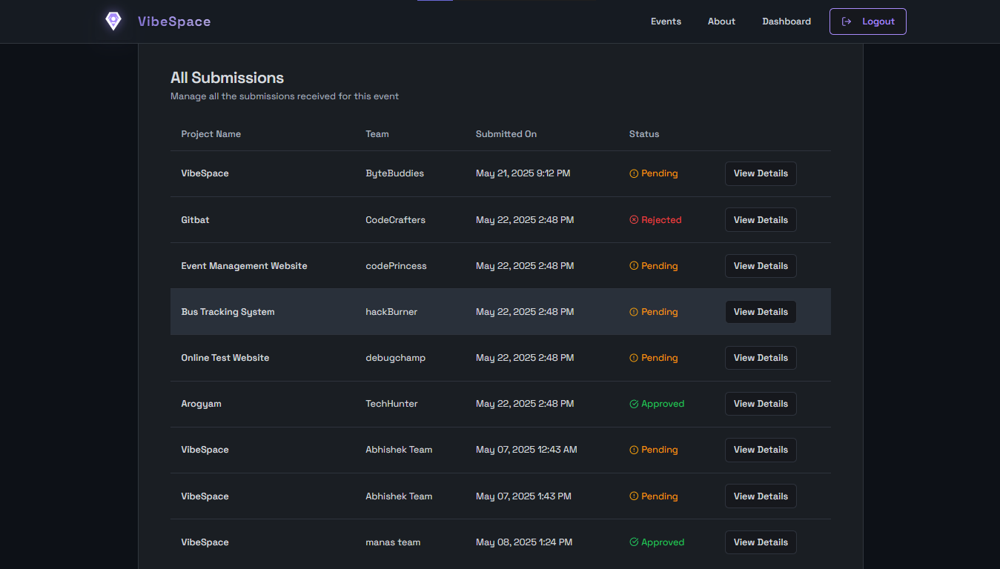 VibeSpace Events About Dashboard Logout
All Submissions
Manage all the submissions received for this event
Project Name Team Submitted On Status
VibeSpace ByteBuddies May 21, 2025 9:12 PM Pending View Details
Gitbat CodeCrafters May 22, 2025 2:48 PM Rejected View Details
Event Management Website codePrincess May 22, 2025 2:48 PM Pending View Details
Bus Tracking System hackBurner May 22, 2025 2:48 PM Pending View Details
Online Test Website debugchamp May 22, 2025 2:48 PM Pending View Details
Arogyam TechHunter May 22, 2025 2:48 PM Approved View Details
VibeSpace Abhishek Team May 07, 2025 12:43 AM Pending View Details
VibeSpace Abhishek Team May 07, 2025 1:43 PM Pending View Details
VibeSpace manas team May 08, 2025 1:24 PM Approved View Details